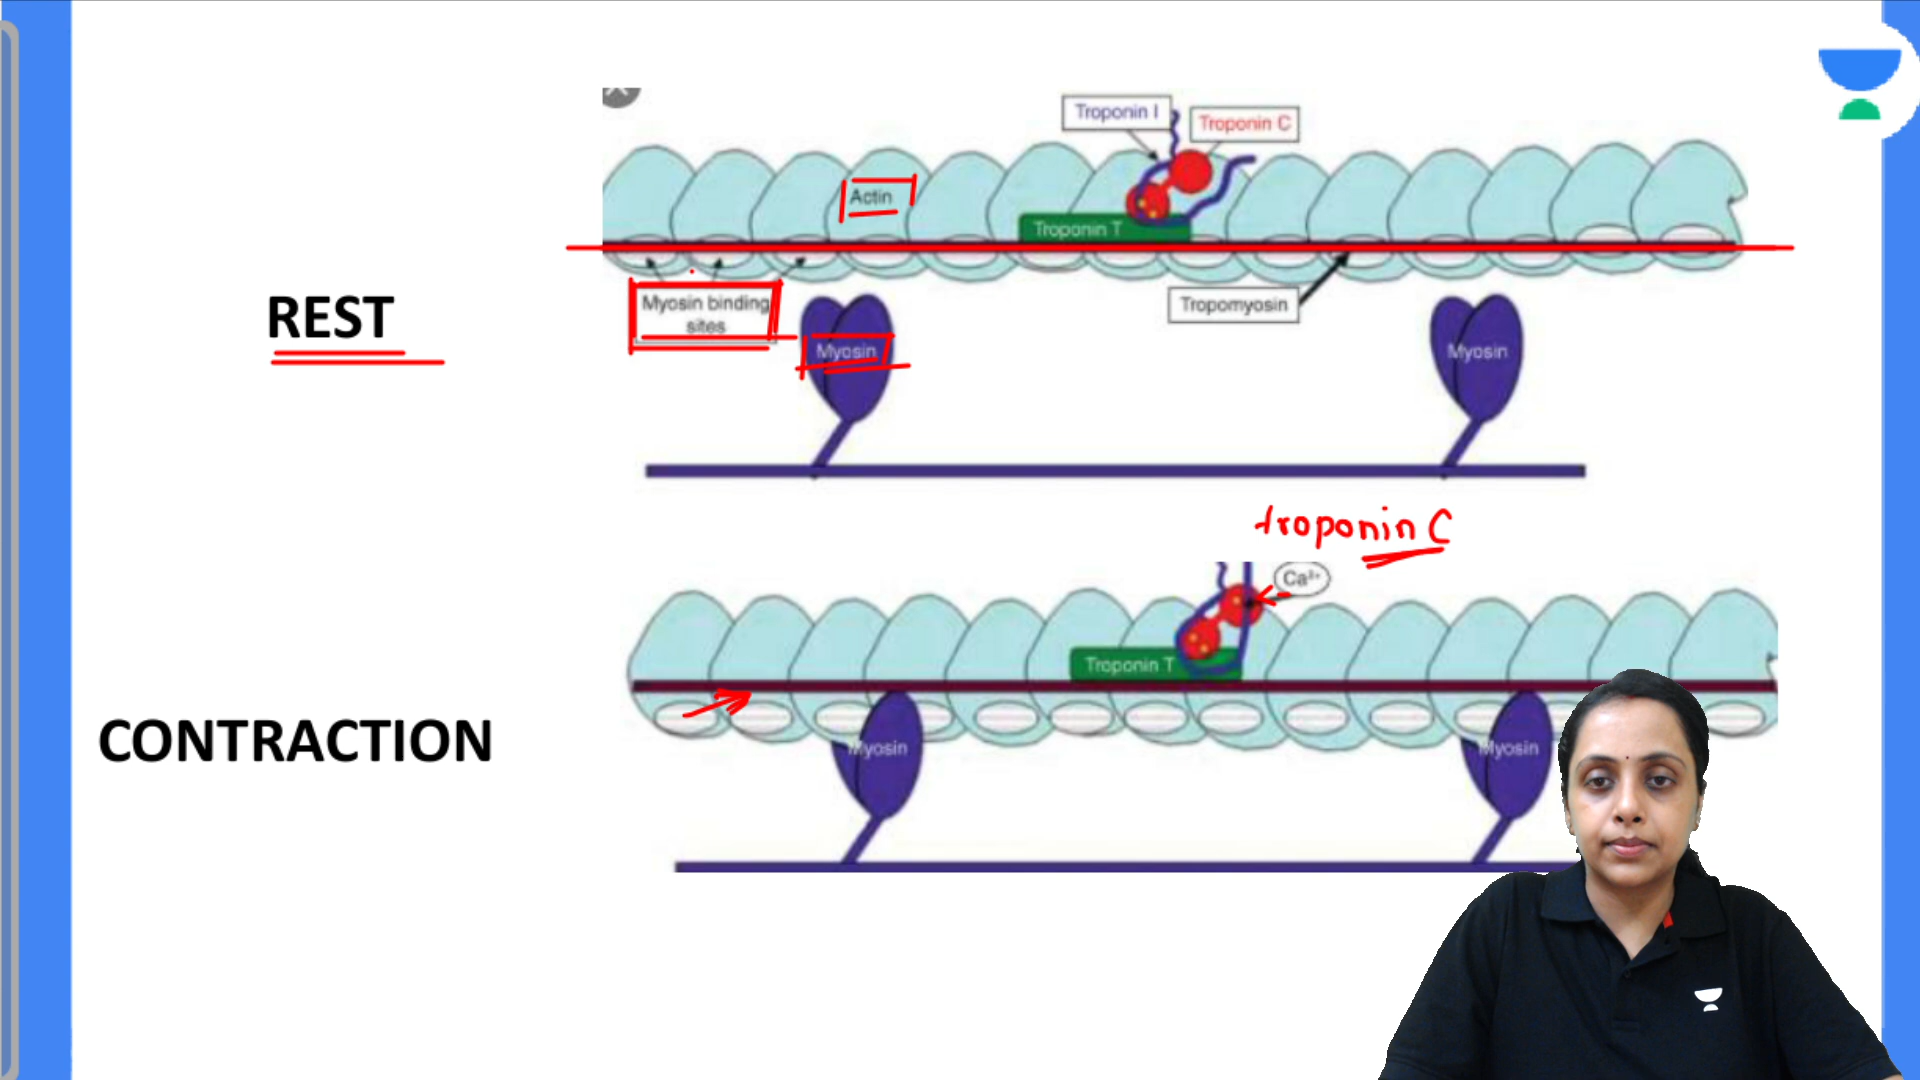 Troponin I
Troponin C
Actin
Troponin T
REST
Myosin binding
sites
Myosin
Tropomyosin
Myosin
troponin C
Ca²⁺
Troponin T
CONTRACTION
Myosin
Myosin